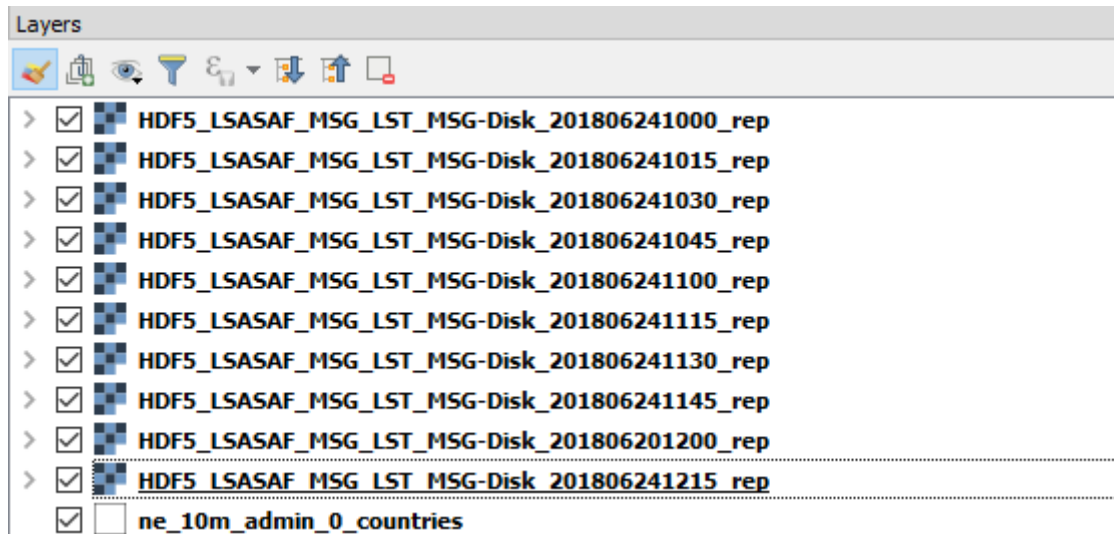 Layers
HDF5_LSASAF_MSG_LST_MSG-Disk_201806241000_rep
HDF5_LSASAF_MSG_LST_MSG-Disk_201806241015_rep
HDF5_LSASAF_MSG_LST_MSG-Disk_201806241030_rep
HDF5_LSASAF_MSG_LST_MSG-Disk_201806241045_rep
HDF5_LSASAF_MSG_LST_MSG-Disk_201806241100_rep
HDF5_LSASAF_MSG_LST_MSG-Disk_201806241115_rep
HDF5_LSASAF_MSG_LST_MSG-Disk_201806241130_rep
HDF5_LSASAF_MSG_LST_MSG-Disk_201806241145_rep
HDF5_LSASAF_MSG_LST_MSG-Disk_201806201200_rep
HDF5_LSASAF_MSG_LST_MSG-Disk_201806241215_rep
ne_10m_admin_0_countries